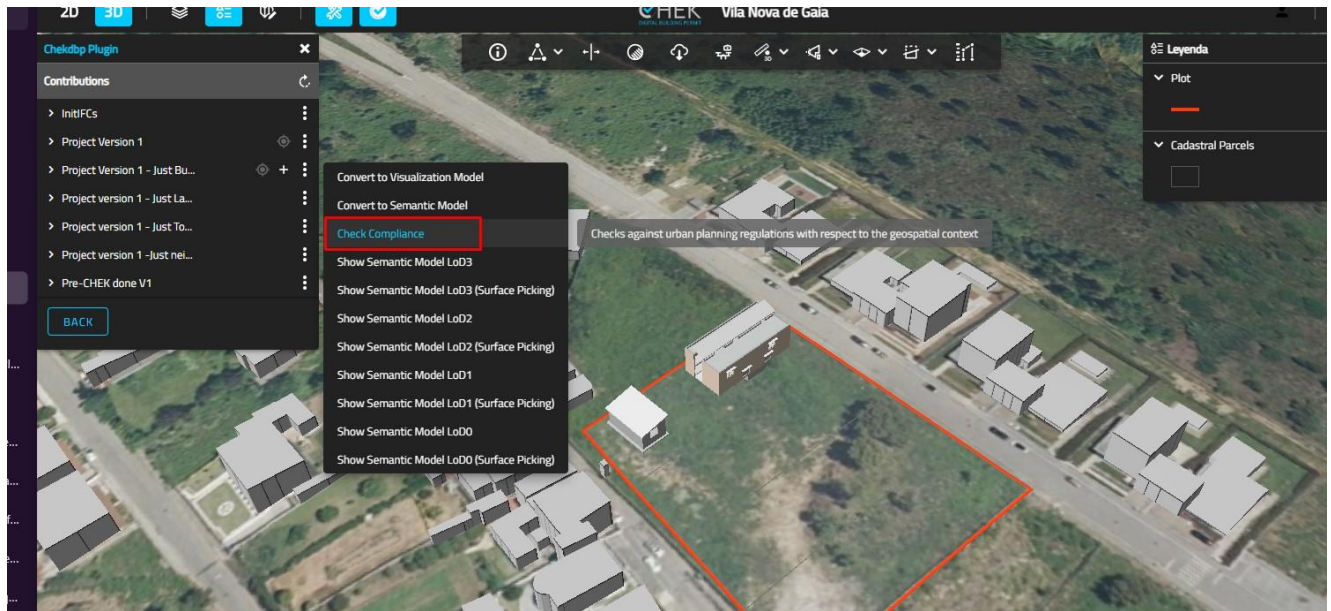 2D 3D
CHEK
DIGITAL BUILDING PERMIT
Vila Nova de Gaia
Chekdbp Plugin
Contributions
InitIFCs
Project Version 1
Project Version 1 - Just Bu...
Project version 1 - Just La...
Project version 1 - Just To...
Project version 1 -Just nei...
Pre-CHEK done V1
BACK
Convert to Visualization Model
Convert to Semantic Model
Check Compliance
Checks against urban planning regulations with respect to the geospatial context
Show Semantic Model LoD3
Show Semantic Model LoD3 (Surface Picking)
Show Semantic Model LoD2
Show Semantic Model LoD2 (Surface Picking)
Show Semantic Model LoD1
Show Semantic Model LoD1 (Surface Picking)
Show Semantic Model LoD0
Show Semantic Model LoD0 (Surface Picking)
3D
Leyenda
Plot
Cadastral Parcels